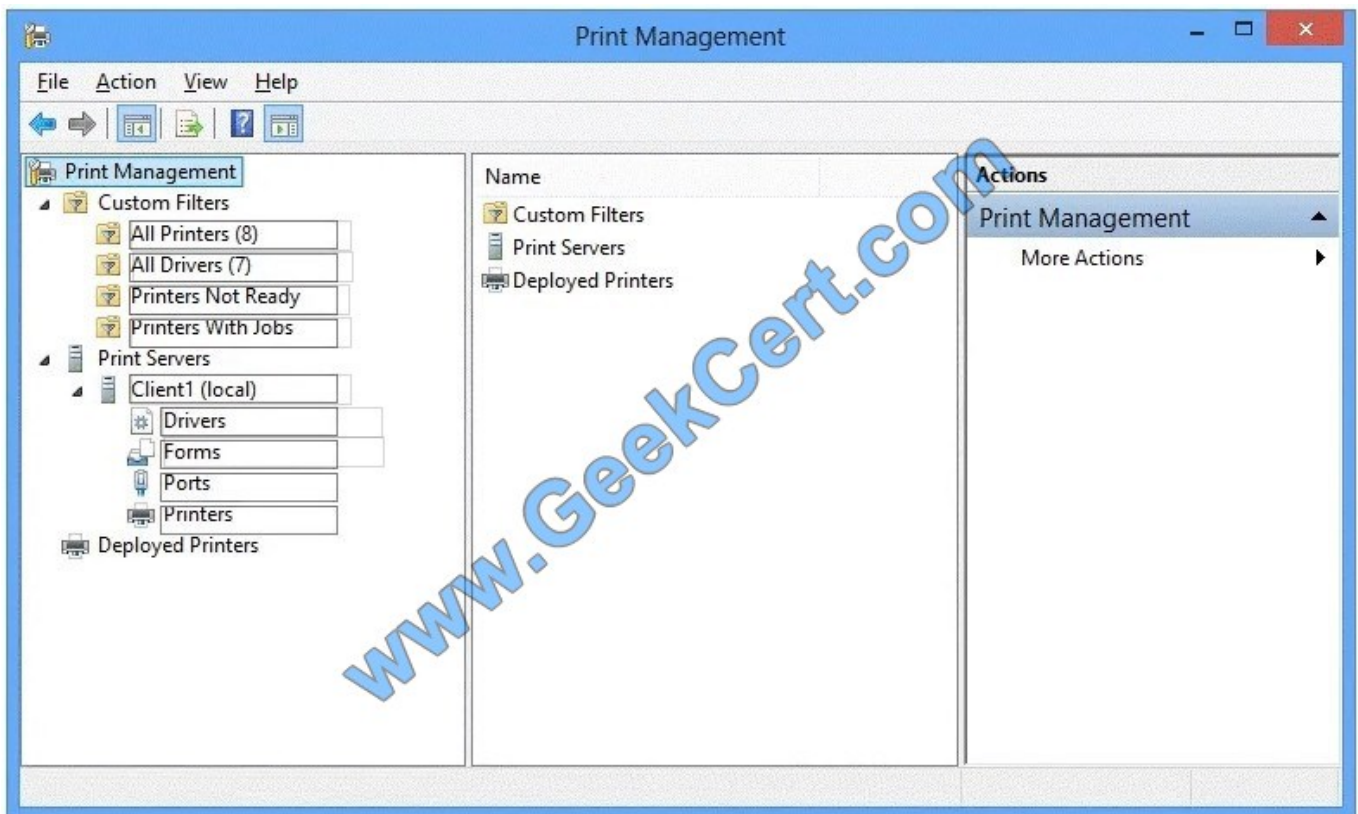 Print Management
File Action View Help
Print Management
Custom Filters
All Printers (8)
All Drivers (7)
Printers Not Ready
Printers With Jobs
Print Servers
Client1 (local)
Drivers
Forms
Ports
Printers
Deployed Printers
Name
Custom Filters
Print Servers
Deployed Printers
Actions
Print Management
More Actions
www.GeekCert.com